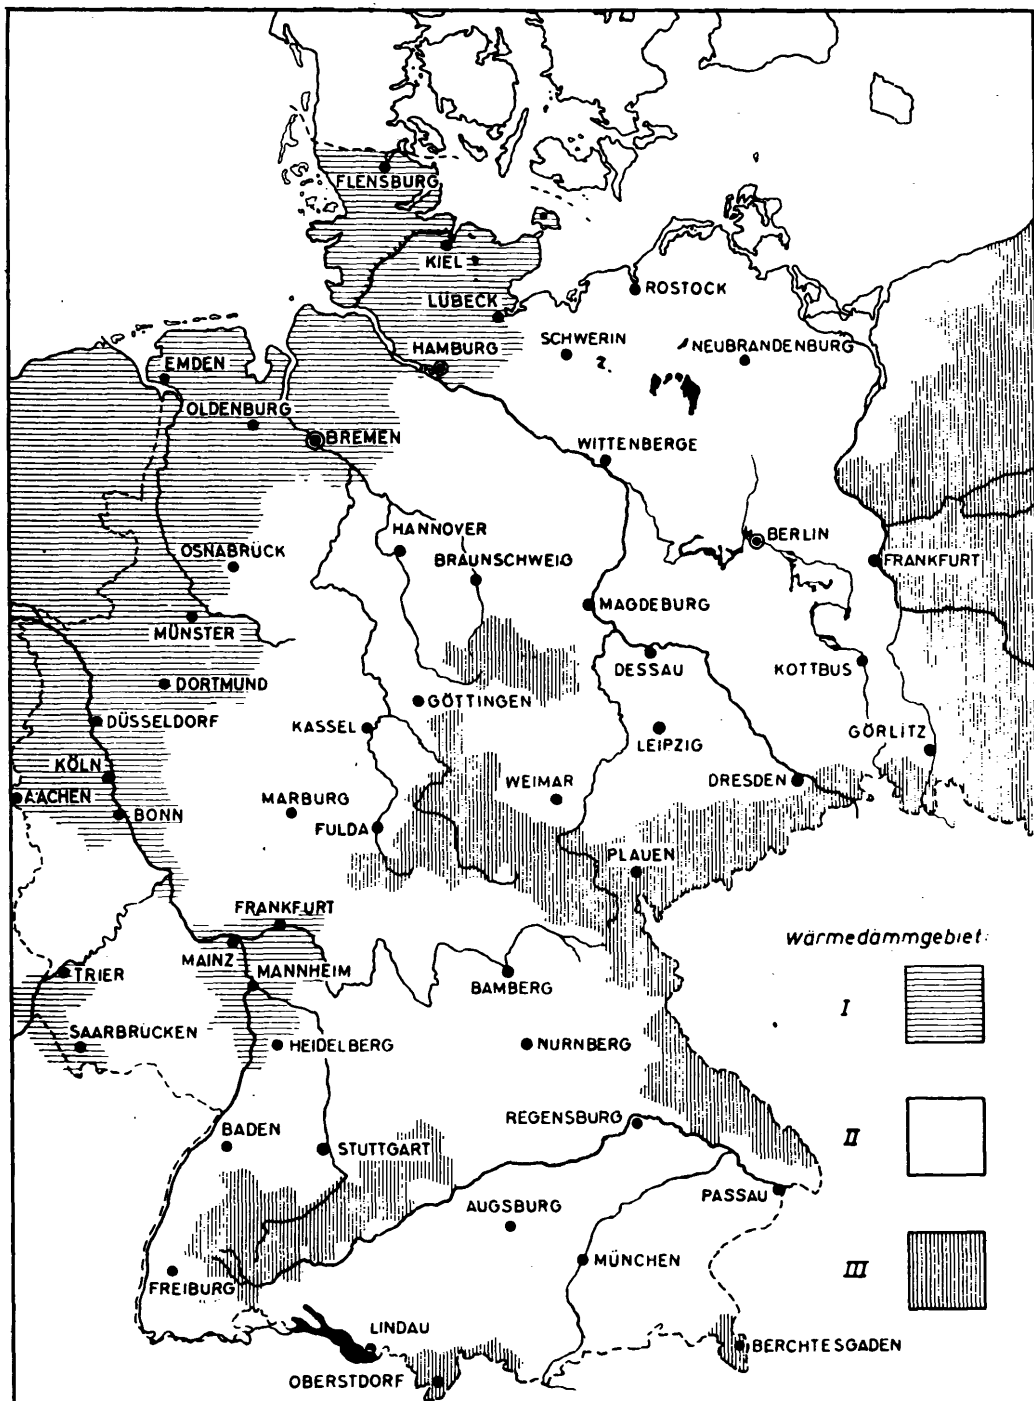 FLENSBURG
KIEL
LÜBECK
ROSTOCK
HAMBURG
SCHWERIN
NEUBRANDENBURG
EMDEN
OLDENBURG
BREMEN
WITTENBERGE
HANNOVER
BERLIN
OSNABRÜCK
BRAUNSCHWEIG
FRANKFURT
MAGDEBURG
MÜNSTER
DESSAU
KOTTBUS
DORTMUND
GÖTTINGEN
DÜSSELDORF
KASSEL
LEIPZIG
GÖRLITZ
KÖLN
WEIMAR
DRESDEN
AACHEN
MARBURG
BONN
FULDA
PLAUEN
FRANKFURT
Wärmedämmgebiet:
MAINZ
TRIER
MANNHEIM
BAMBERG
I
SAARBRÜCKEN
HEIDELBERG
NURNBERG
REGENSBURG
BADEN
II
STUTTGART
PASSAU
AUGSBURG
MÜNCHEN
III
FREIBURG
LINDAU
BERCHTESGADEN
OBERSTDORF